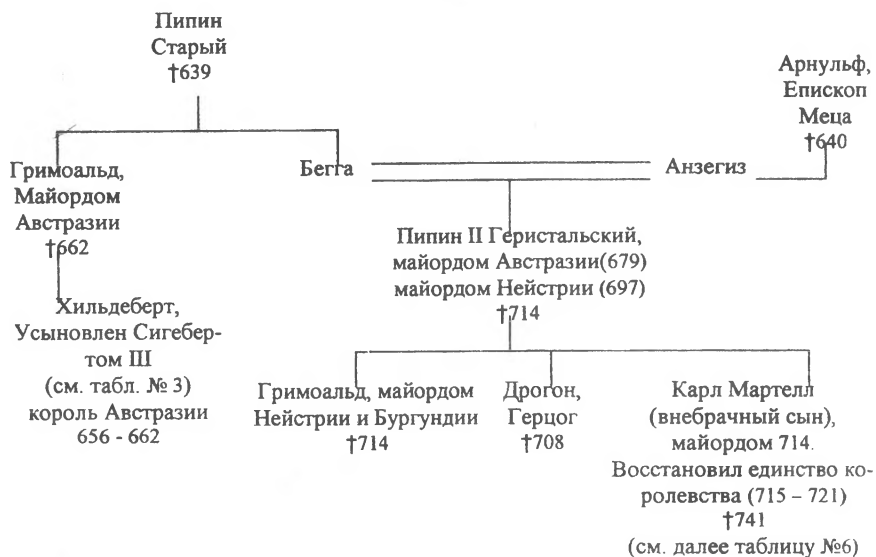 Пипин
Старый
†639
Арнульф,
Епископ
Меца
†640
Гримоальд,
Майордом
Австразии
†662
Бегга
Анзегиз
Пипин II Геристальский,
майордом Австразии(679)
майордом Нейстрии (697)
†714
Хильдеберт,
Усыновлен Сигебер-
том III
(см. табл. № 3)
король Австразии
656 - 662
Гримоальд, майордом
Нейстрии и Бургундии
†714
Дрогон,
Герцог
†708
Карл Мартелл
(внебрачный сын),
майордом 714.
Восстановил единство ко-
ролевства (715 – 721)
†741
(см. далее таблицу №6)